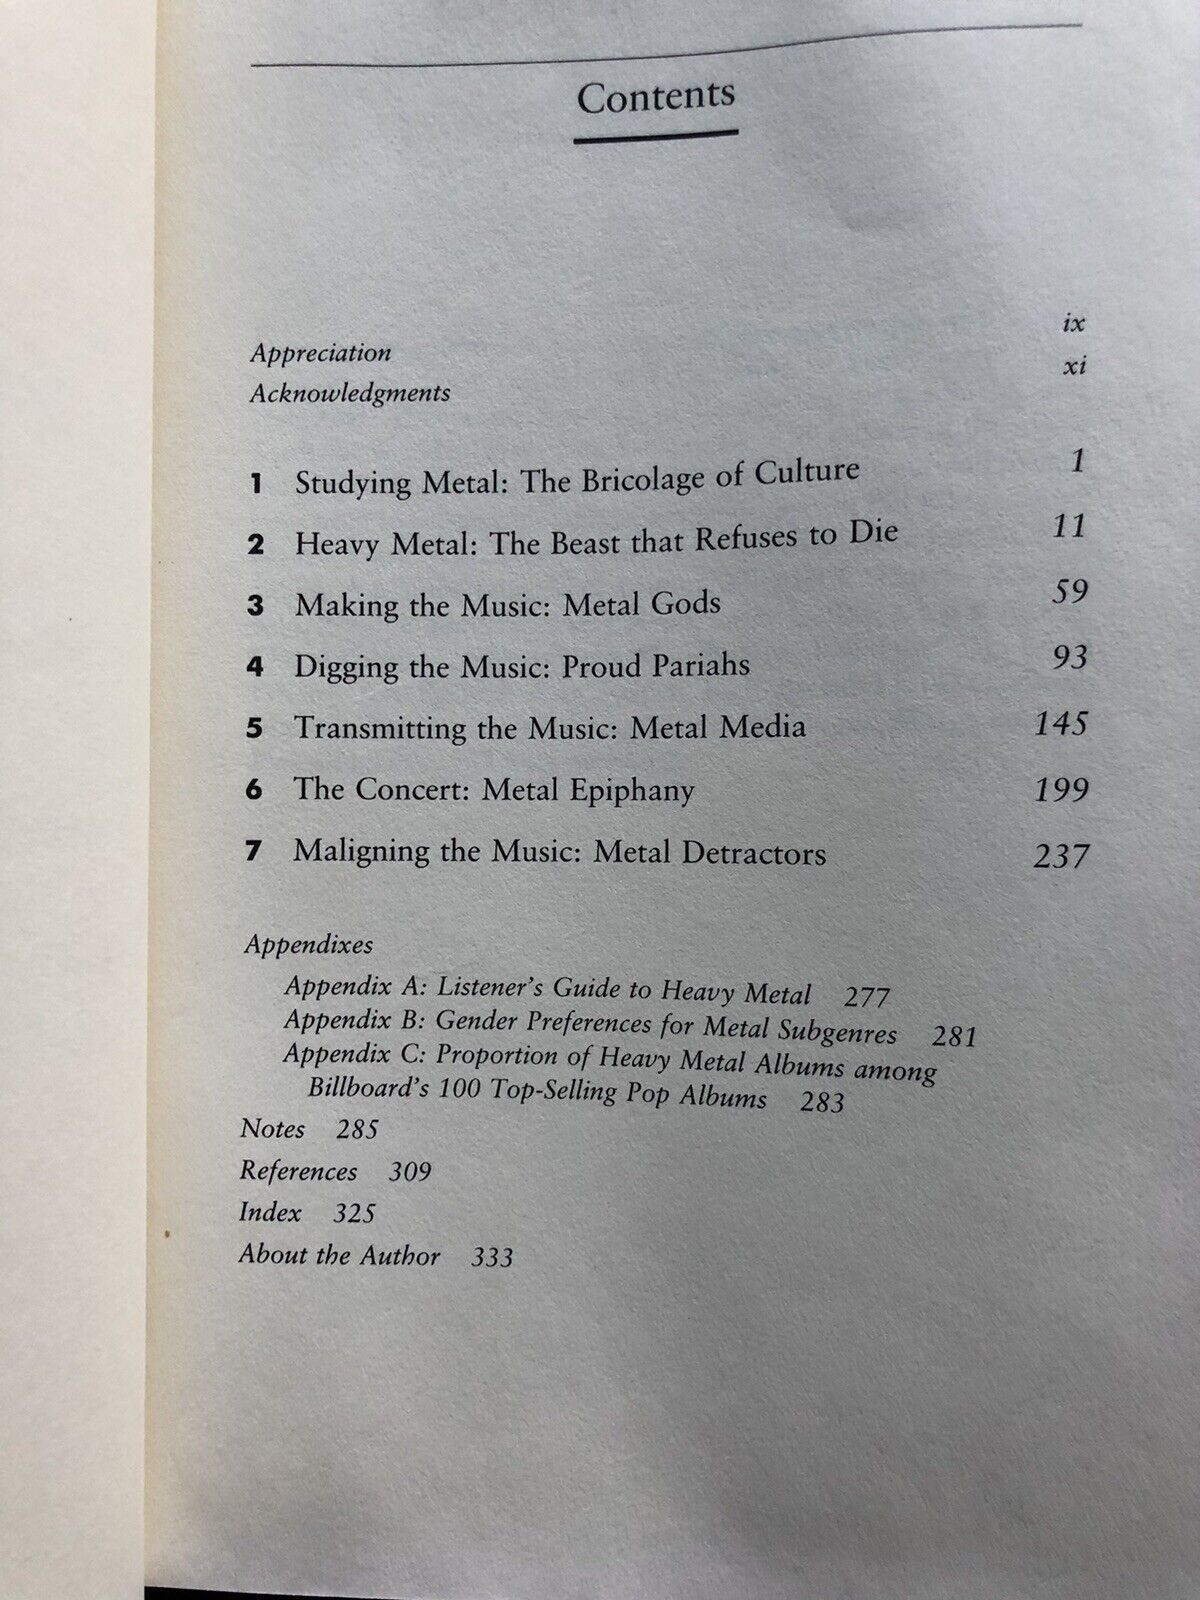 Contents
Appreciation ix
Acknowledgments xi
1 Studying Metal: The Bricolage of Culture 1
2 Heavy Metal: The Beast that Refuses to Die 11
3 Making the Music: Metal Gods 59
4 Digging the Music: Proud Pariahs 93
5 Transmitting the Music: Metal Media 145
6 The Concert: Metal Epiphany 199
7 Maligning the Music: Metal Detractors 237
Appendixes
Appendix A: Listener's Guide to Heavy Metal 277
Appendix B: Gender Preferences for Metal Subgenres 281
Appendix C: Proportion of Heavy Metal Albums among
Billboard's 100 Top-Selling Pop Albums 283
Notes 285
References 309
Index 325
About the Author 333